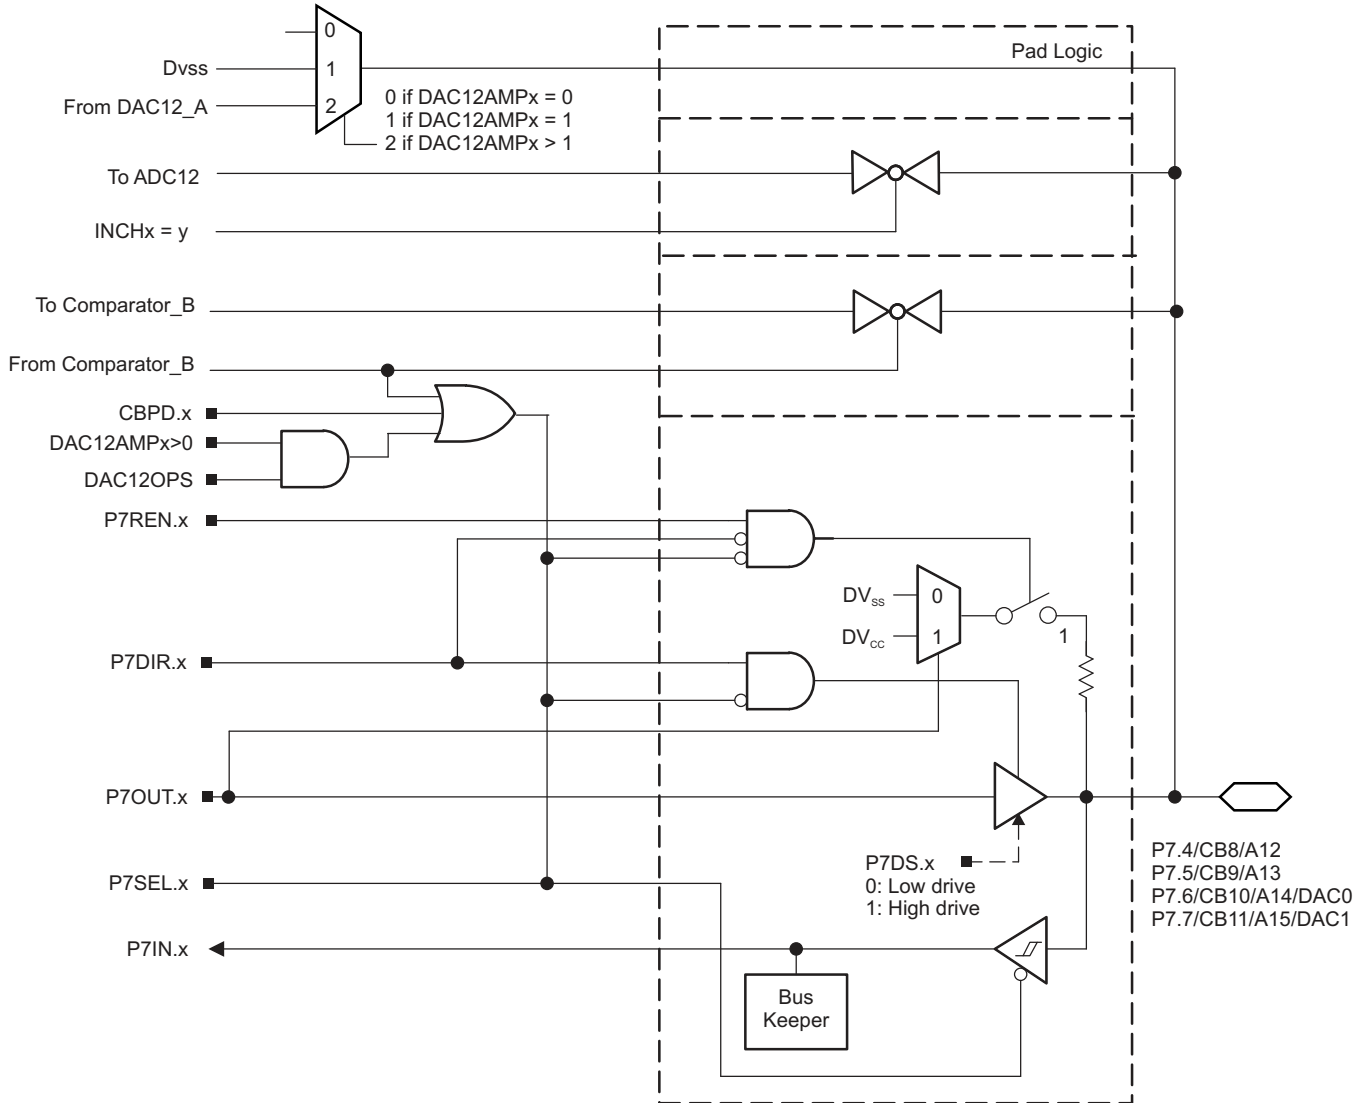 0
Pad Logic
Dvss
1
From DAC12_A
2
0 if DAC12AMPx = 0
1 if DAC12AMPx = 1
2 if DAC12AMPx > 1
To ADC12
INCHx = y
To Comparator_B
From Comparator_B
CBPD.x
DAC12AMPx>0
DAC12OPS
P7REN.x
DVSS
0
DVCC
1
1
P7DIR.x
P7OUT.x
P7DS.x
0: Low drive
1: High drive
P7.4/CB8/A12
P7.5/CB9/A13
P7.6/CB10/A14/DAC0
P7.7/CB11/A15/DAC1
P7SEL.x
P7IN.x
Bus
Keeper